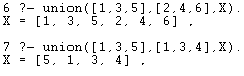 6 ?- union([1,3,5],[2,4,6],X).
X = [1, 3, 5, 2, 4, 6] .
7 ?- union([1,3,5],[1,3,4],X).
X = [5, 1, 3, 4] .